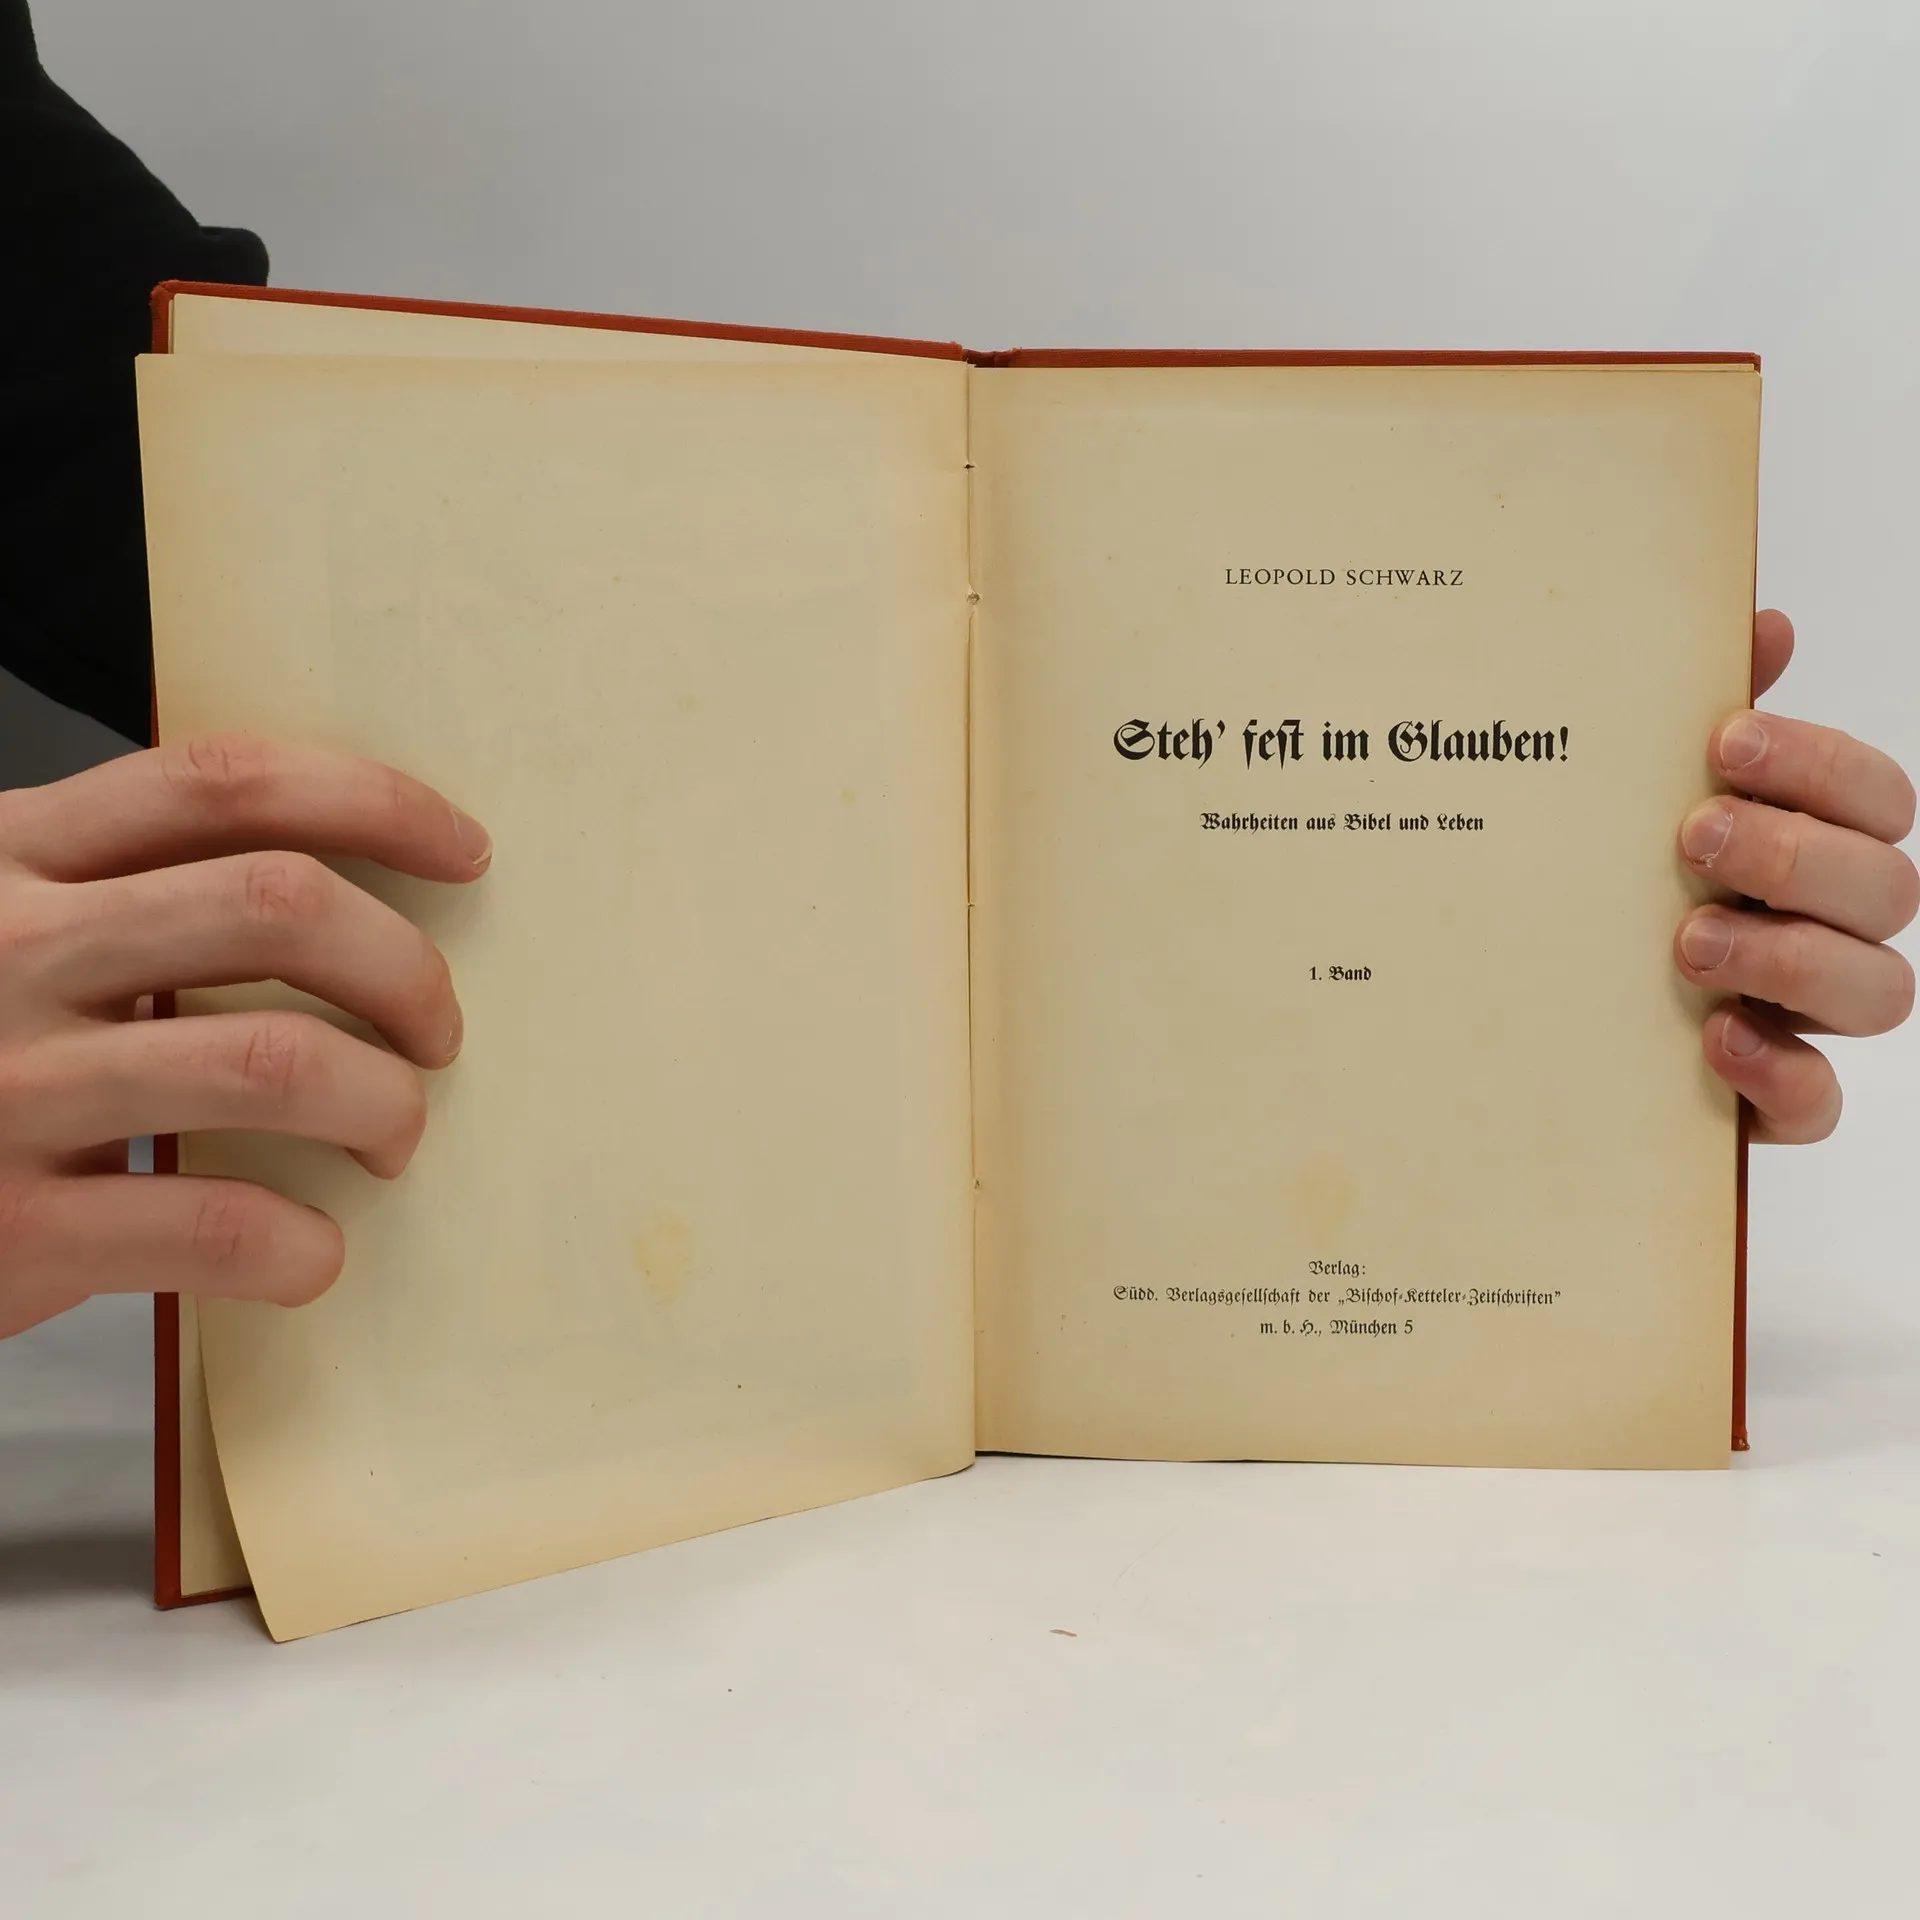 LEOPOLD SCHWARZ
Steh’ fest im Glauben!
Wahrheiten aus Bibel und Leben
1. Band
Verlag:
Südd. Verlagsgesellschaft der „Bischof-Ketteler-Zeitschriften”
m. b. H., München 5